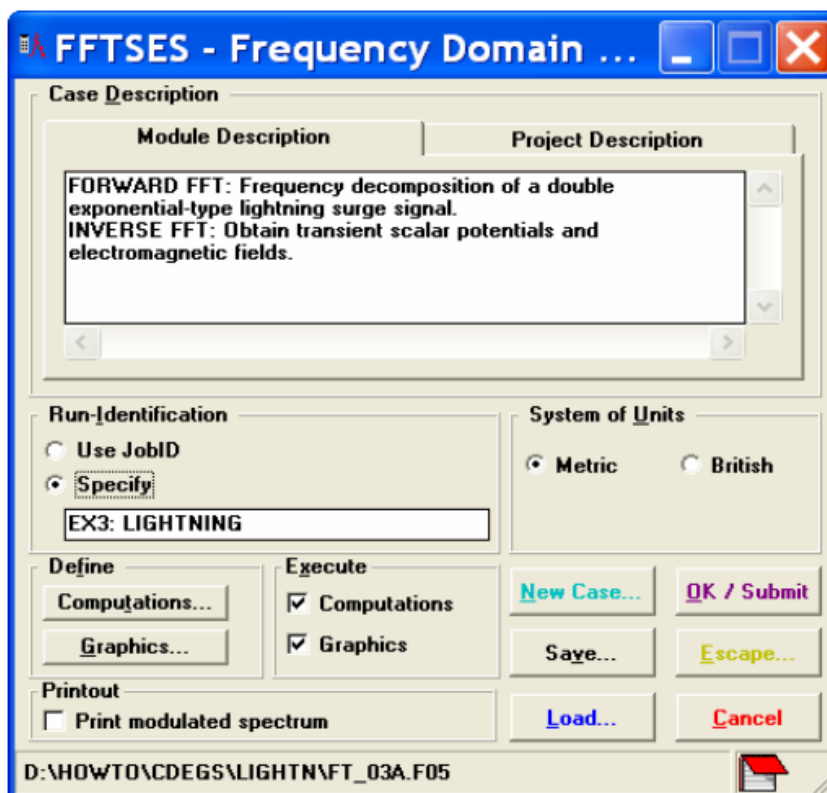 FFTSES - Frequency Domain ...
Case Description
Module Description
Project Description
FORWARD FFT: Frequency decomposition of a double
exponential-type lightning surge signal.
INVERSE FFT: Obtain transient scalar potentials and
electromagnetic fields.
Run-Identification
Use JobID
Specify
EX3: LIGHTNING
System of Units
Metric
British
Define
Computations...
Graphics...
Execute
Computations
Graphics
New Case...
OK / Submit
Save...
Escape...
Printout
Print modulated spectrum
Load...
Cancel
D:\HOWTO\CDEGS\LIGHTN\FT_03A.F05